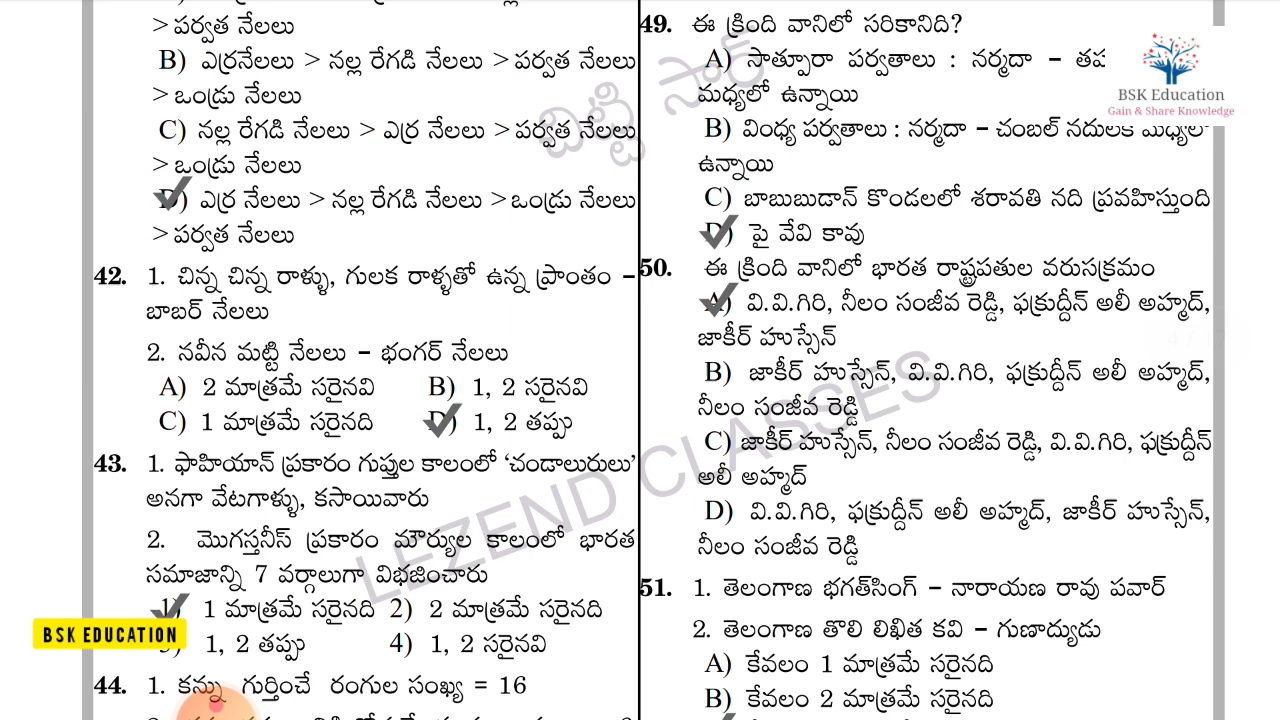 > పర్వత నేలలు
B) ఎర్రనేలలు > నల్ల రేగడి నేలలు > పర్వత నేలలు
> ఒండ్రు నేలలు
C) నల్ల రేగడి నేలలు > ఎర్ర నేలలు > పర్వత నేలలు
> ఒండ్రు నేలలు
D) ఎర్ర నేలలు > నల్ల రేగడి నేలలు > ఒండ్రు నేలలు
> పర్వత నేలలు
42. 1. చిన్న చిన్న రాళ్ళు, గులక రాళ్ళతో ఉన్న ప్రాంతం –
బాబర్ నేలలు
2. నవీన మట్టి నేలలు – భంగర్ నేలలు
A) 2 మాత్రమే సరైనవి B) 1, 2 సరైనవి
C) 1 మాత్రమే సరైనది D) 1, 2 తప్పు
43. 1. ఫాహియాన్ ప్రకారం గుప్తుల కాలంలో ‘చండాలురులు’
అనగా వేటగాళ్ళు, కసాయివారు
2. మొగస్తనీస్ ప్రకారం మౌర్యుల కాలంలో భారత
సమాజాన్ని 7 వర్గాలుగా విభజించారు
1) 1 మాత్రమే సరైనది 2) 2 మాత్రమే సరైనది
1, 2 తప్పు 4) 1, 2 సరైనవి
44. 1. కన్ను గుర్తించే రంగుల సంఖ్య = 16
49. ఈ క్రింది వానిలో సరికానిది?
A) సాత్పూరా పర్వతాలు : నర్మదా –
మధ్యలో ఉన్నాయి
B) వింధ్య పర్వతాలు : నర్మదా – చంబల్ నదులకు మధ్యలో
ఉన్నాయి
C) బాబుబుడాన్ కొండలలో శరావతి నది ప్రవహిస్తుంది
D) పై వేవి కావు
50. ఈ క్రింది వానిలో భారత రాష్ట్రపతుల వరుసక్రమం
A) వి.వి.గిరి, నీలం సంజీవ రెడ్డి, ఫక్రుద్దీన్ అలీ అహ్మద్,
జాకీర్ హుస్సేన్
B) జాకీర్ హుస్సేన్, వి.వి.గిరి, ఫక్రుద్దీన్ అలీ అహ్మద్,
నీలం సంజీవ రెడ్డి
C) జాకీర్ హుస్సేన్, నీలం సంజీవ రెడ్డి, వి.వి.గిరి, ఫక్రుద్దీన్
అలీ అహ్మద్
D) వి.వి.గిరి, ఫక్రుద్దీన్ అలీ అహ్మద్, జాకీర్ హుస్సేన్,
నీలం సంజీవ రెడ్డి
51. 1. తెలంగాణ భగత్‌సింగ్ – నారాయణ రావు పవార్
2. తెలంగాణ తొలి లిఖిత కవి – గుణాడ్యుడు
A) కేవలం 1 మాత్రమే సరైనది
B) కేవలం 2 మాత్రమే సరైనది
బిట్టి సార్
LEZEND CLASSES
BSK Education
Gain & Share Knowledge
BSK EDUCATION